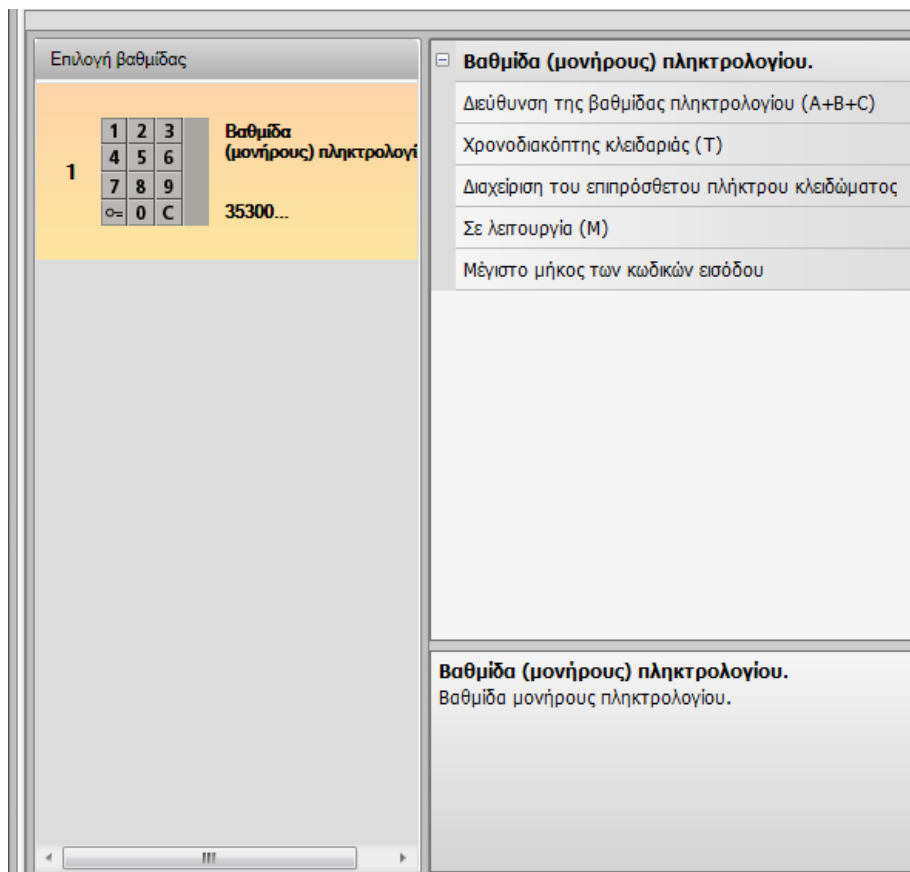 Επιλογή βαθμίδας
1
1 2 3
4 5 6
7 8 9
0 C
Βαθμίδα
(μονήρους) πληκτρολογί
35300...
Βαθμίδα (μονήρους) πληκτρολογίου.
Διεύθυνση της βαθμίδας πληκτρολογίου (A+B+C)
Χρονοδιακόπτης κλειδαριάς (T)
Διαχείριση του επιπρόσθετου πλήκτρου κλειδώματος
Σε λειτουργία (M)
Μέγιστο μήκος των κωδικών εισόδου
Βαθμίδα (μονήρους) πληκτρολογίου.
Βαθμίδα μονήρους πληκτρολογίου.